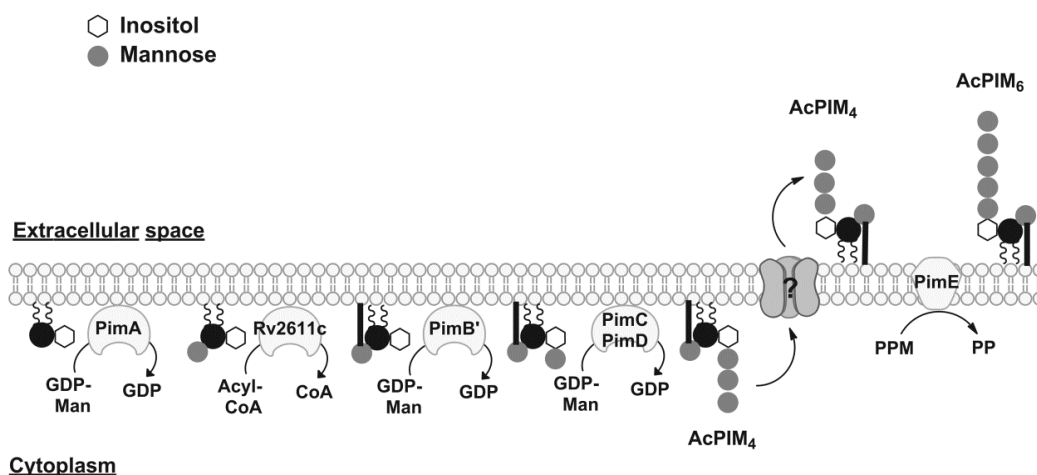 Inositol
Mannose
AcPIM6
AcPIM4
Extracellular space
?
PimE
PimA
Rv2611c
PimB'
PimC
PimD
PPM
PP
GDP-
Man
GDP
Acyl-
CoA
CoA
GDP-
Man
GDP
GDP-
Man
GDP
AcPIM4
Cytoplasm